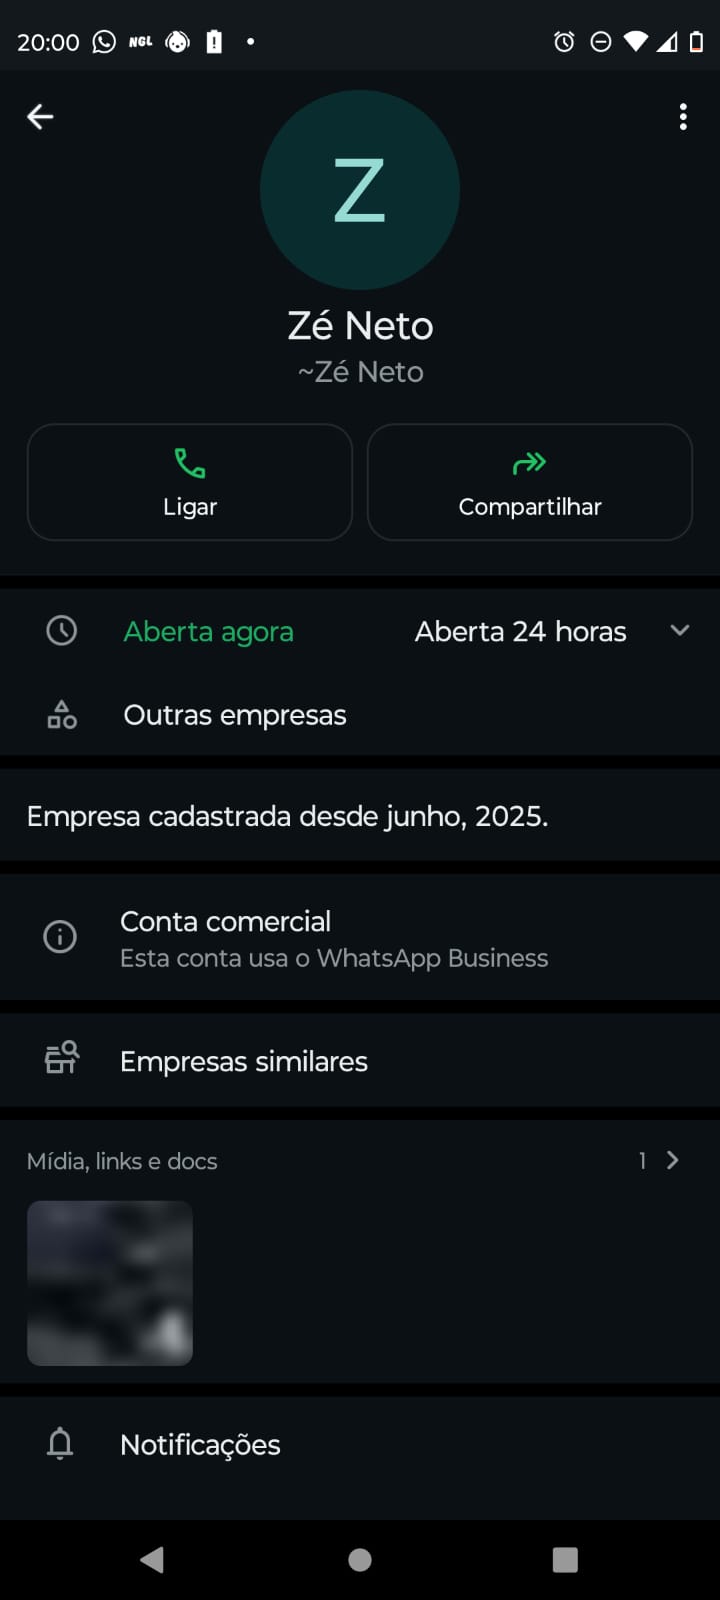 20:00 NGL
Z
Zé Neto
~Zé Neto
Ligar Compartilhar
Aberta agora Aberta 24 horas
Outras empresas
Empresa cadastrada desde junho, 2025.
Conta comercial
Esta conta usa o WhatsApp Business
Empresas similares
Mídia, links e docs 1
Notificações